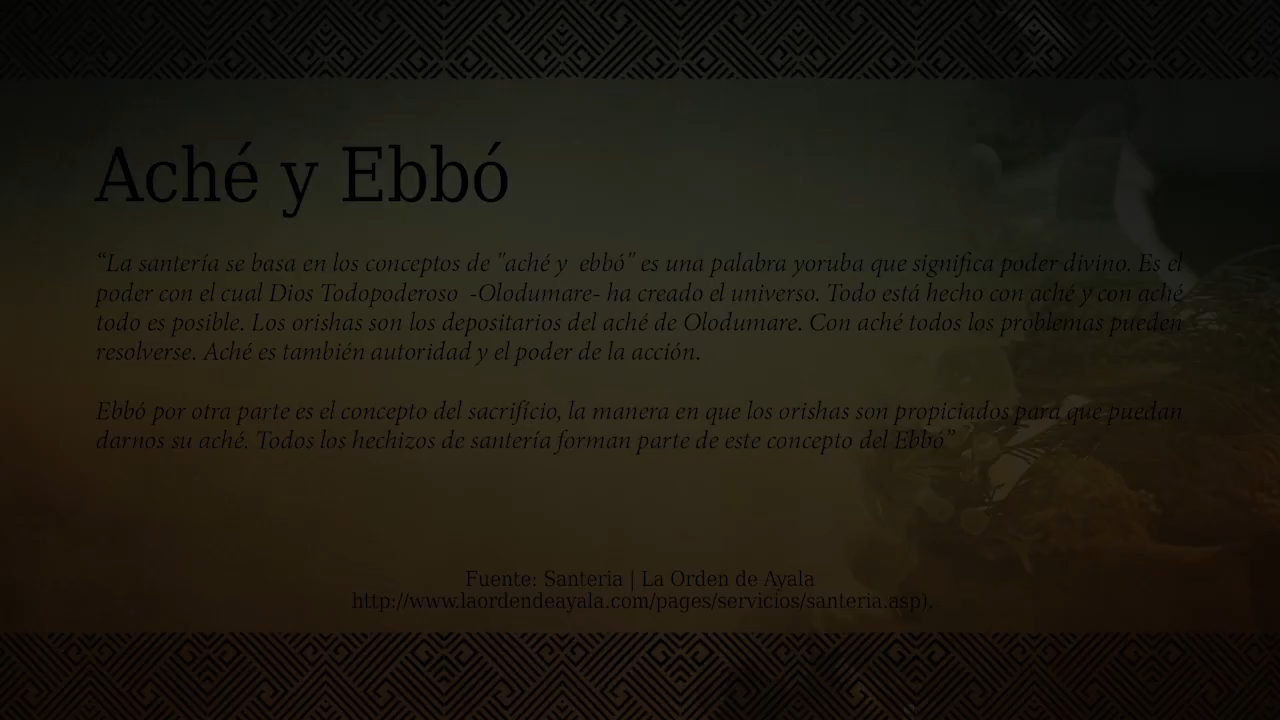 Aché y Ebbó
“La santería se basa en los conceptos de "aché y  ebbó" es una palabra yoruba que significa poder divino. Es el
poder con el cual Dios Todopoderoso  -Olodumare- ha creado el universo. Todo está hecho con aché y con aché
todo es posible. Los orishas son los depositarios del aché de Olodumare. Con aché todos los problemas pueden
resolverse. Aché es también autoridad y el poder de la acción.
Ebbó por otra parte es el concepto del sacrificio, la manera en que los orishas son propiciados para que puedan
darnos su aché. Todos los hechizos de santería forman parte de este concepto del Ebbó”
Fuente: Santeria | La Orden de Ayala
http://www.laordendeayala.com/pages/servicios/santeria.asp).